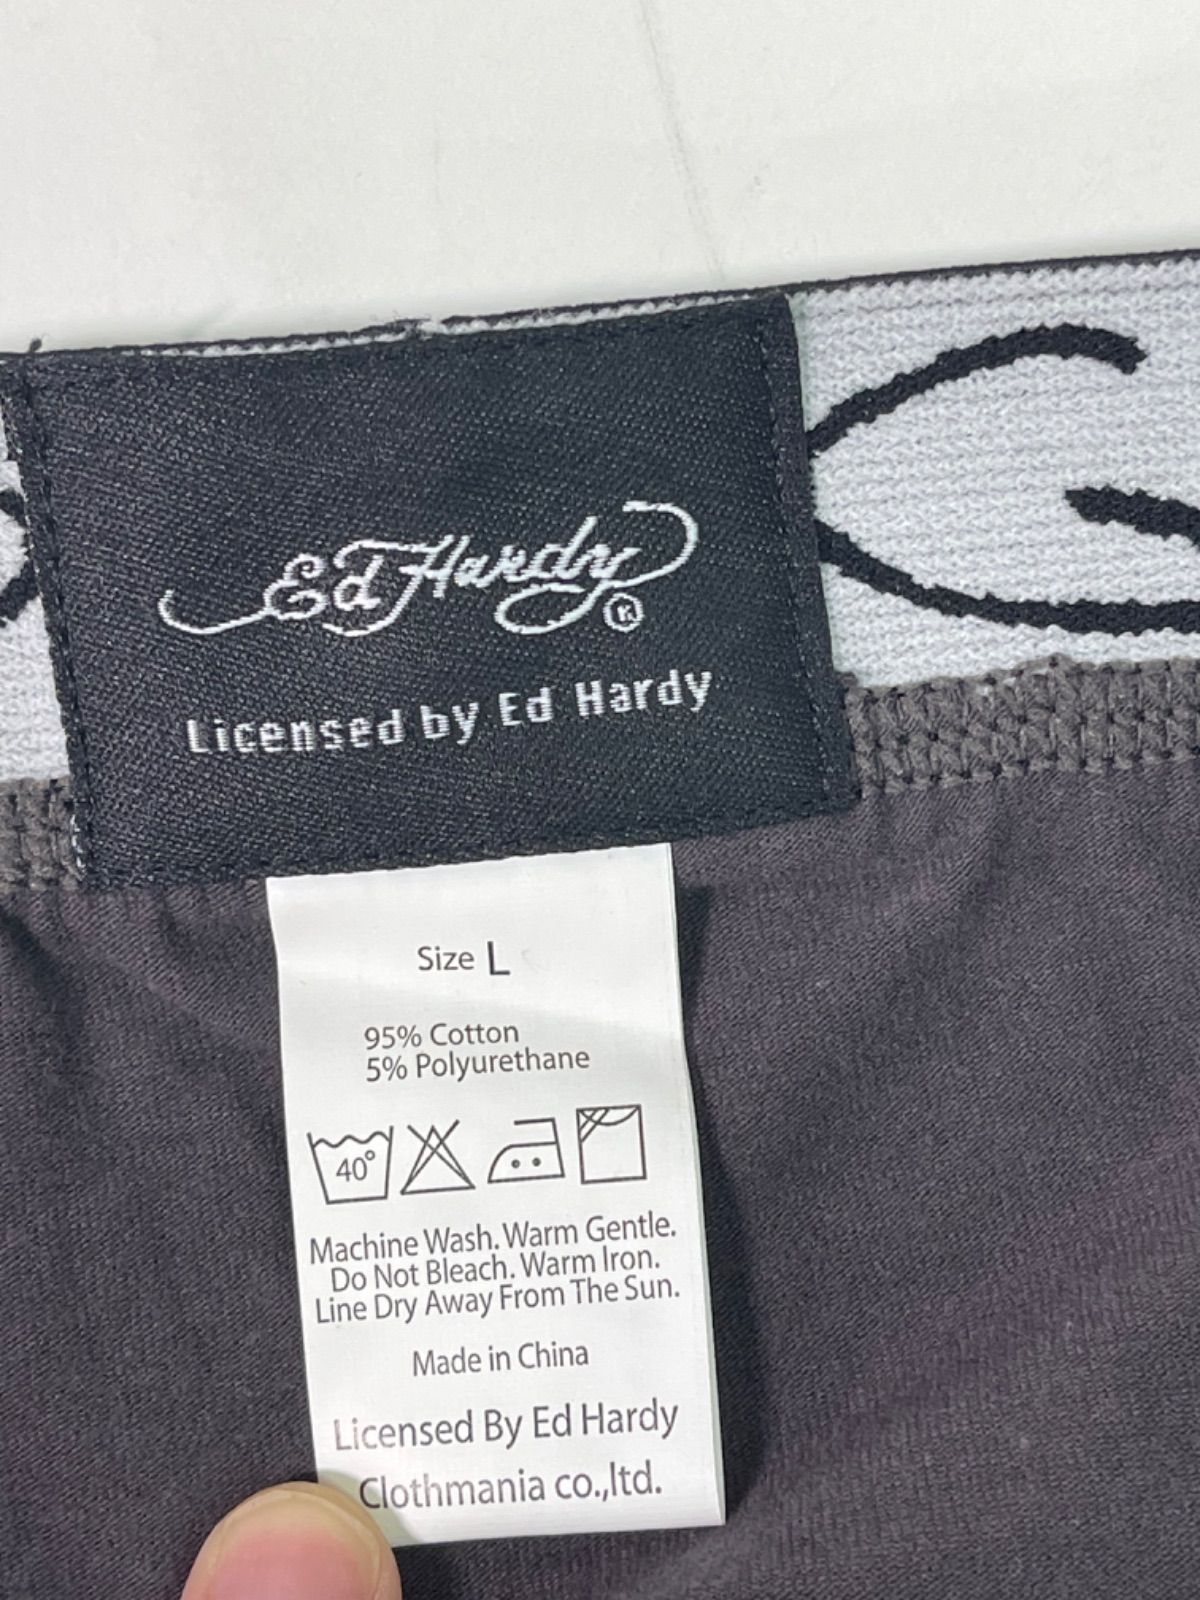 Ed Hardy
®
Licensed by Ed Hardy
Size L
95% Cotton
5% Polyurethane
40°
Machine Wash. Warm Gentle.
Do Not Bleach. Warm Iron.
Line Dry Away From The Sun.
Made in China
Licensed By Ed Hardy
Clothmania co.,ltd.